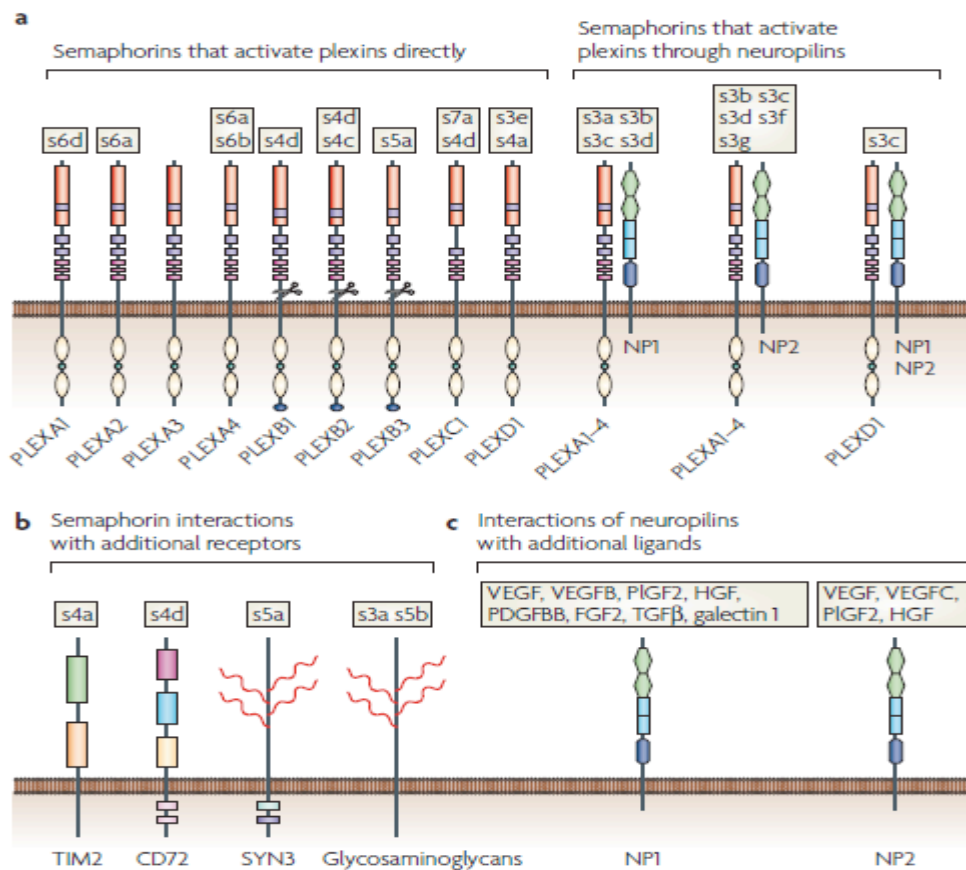 a
Semaphorins that activate plexins directly
Semaphorins that activate
plexins through neuropilins
s6d
s6a
s6a
s6b
s4d
s4d
s4c
s5a
s7a
s4d
s3e
s4a
s3a s3b
s3c s3d
s3b s3c
s3d s3f
s3g
s3c
NP1
NP2
NP1
NP2
PLEXA1
PLEXA2
PLEXA3
PLEXA4
PLEXB1
PLEXB2
PLEXB3
PLEXC1
PLEXD1
PLEXA1–4
PLEXA1–4
PLEXD1
b
Semaphorin interactions
with additional receptors
s4a
s4d
s5a
s3a s5b
TIM2
CD72
SYN3
Glycosaminoglycans
c
Interactions of neuropilins
with additional ligands
VEGF, VEGFB, PlGF2, HGF,
PDGFBB, FGF2, TGFβ, galectin 1
VEGF, VEGFC,
PlGF2, HGF
NP1
NP2